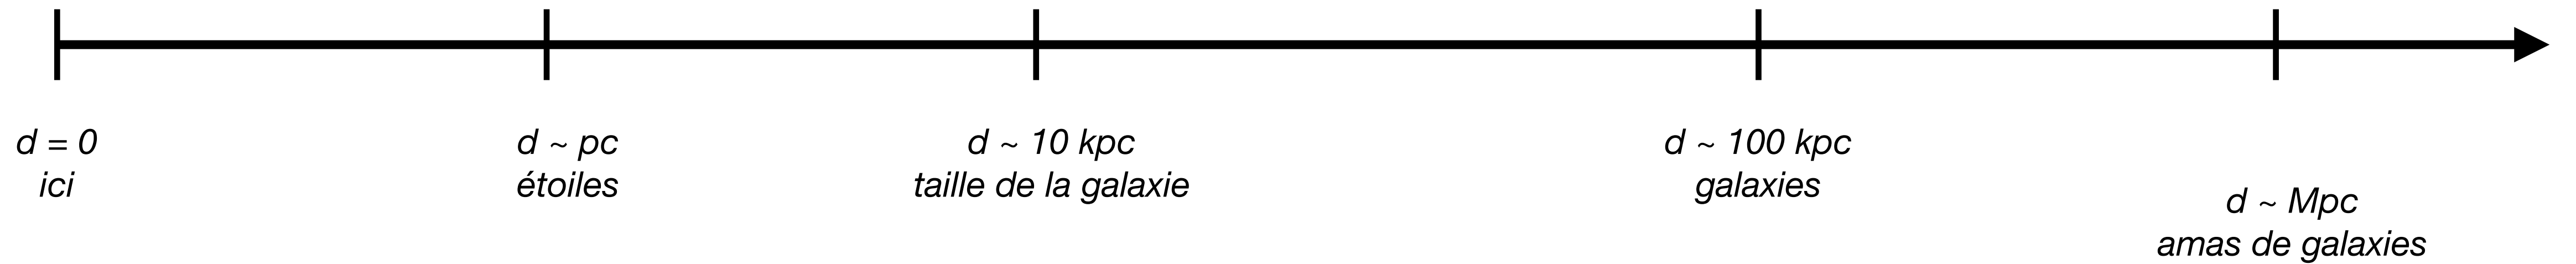 d = 0
ici
d ~ pc
étoiles
d ~ 10 kpc
taille de la galaxie
d ~ 100 kpc
galaxies
d ~ Mpc
amas de galaxies